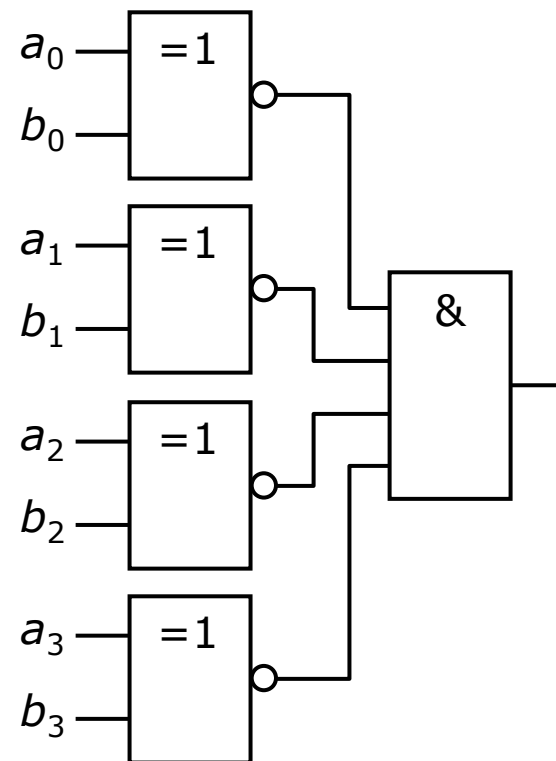 a₀ =1
b₀
a₁ =1
b₁
&
a₂ =1
b₂
a₃ =1
b₃